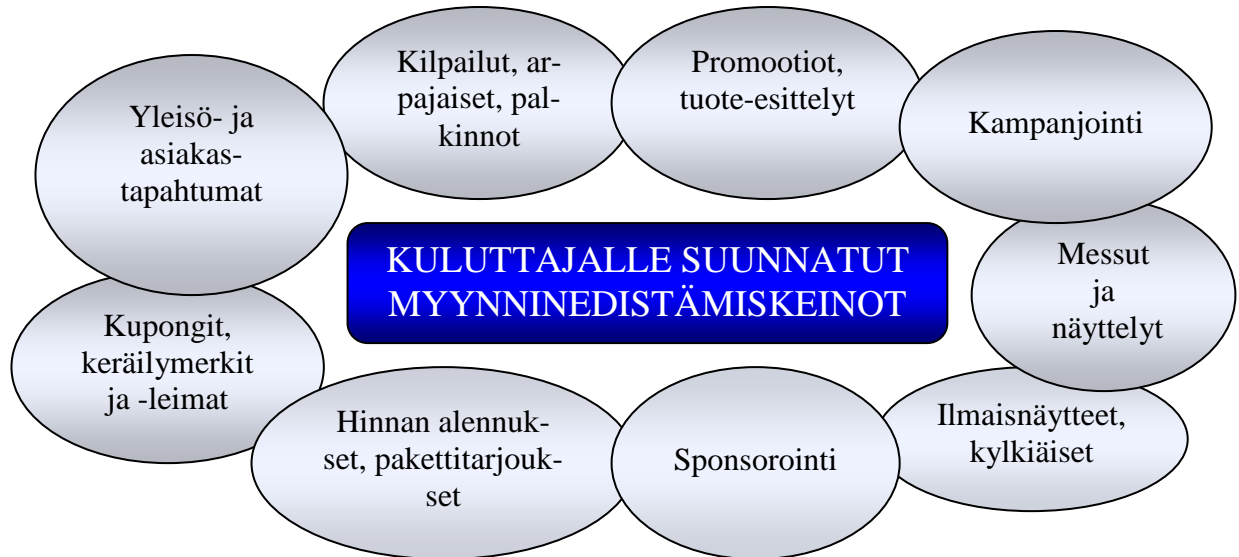 Kilpailut, ar-
pajaiset, pal-
kinnot
Promootiot,
tuote-esittelyt
Kampanjointi
Yleisö- ja
asiakas-
tapahtumat
KULUTTAJALLE SUUNNATUT
MYYNNINEDISTÄMISKEINOT
Messut
ja
näyttelyt
Kupongit,
keräilymerkit
ja -leimat
Hinnan alennuk-
set, pakettitarjouk-
set
Sponsorointi
Ilmaisnäytteet,
kylkiäiset